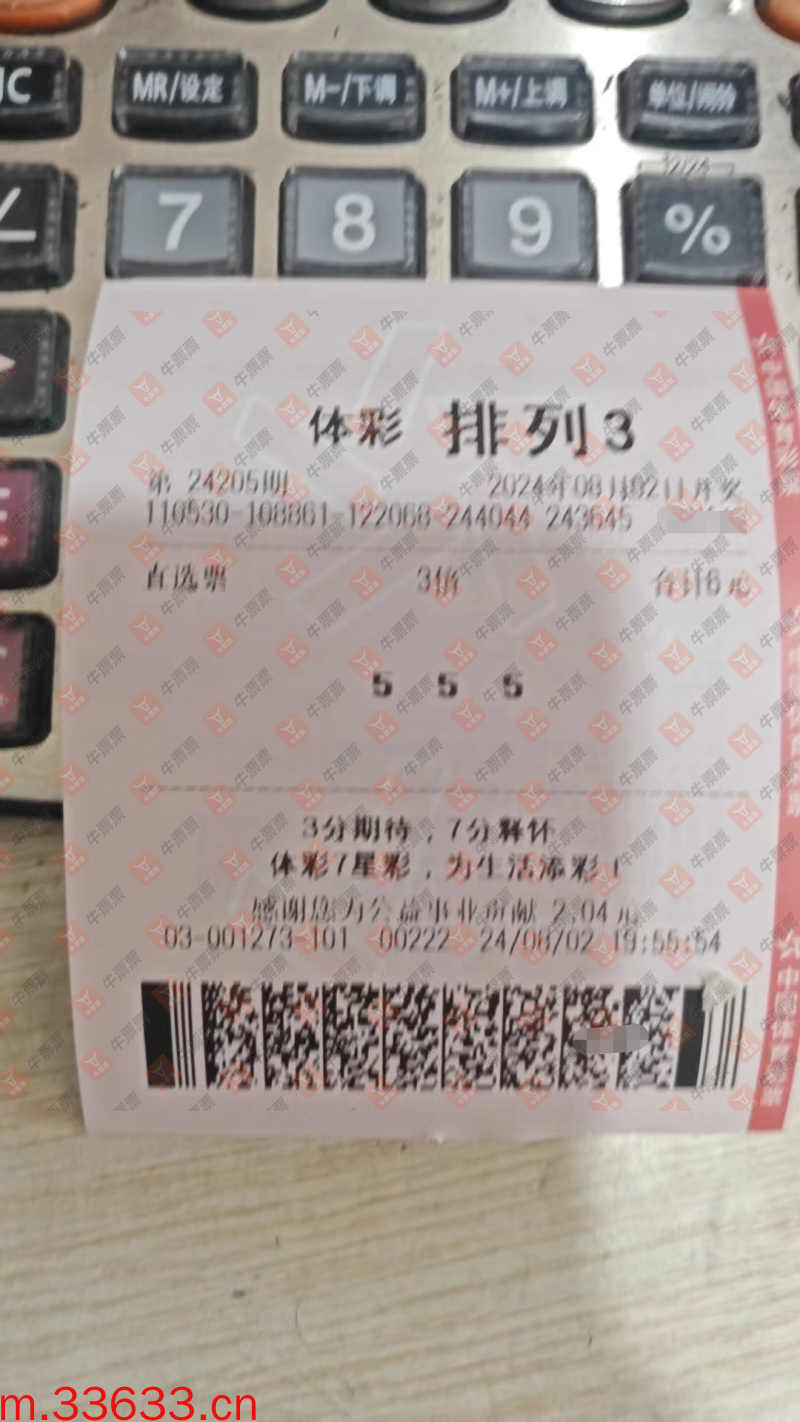 MR/设定 M-/下调 M+/上调
7 8 9 %
体彩 排列3
第 24205期 2024年08月02日开奖
110530-108861-122068-244044 243645
直选票 3倍 合计6元
5 5 5
3分期待，7分释怀
体彩7星彩，为生活添彩！
感谢您为公益事业贡献 2.04元
03-001273-101 00222 24/08/02 19:55:54
牛票票
m.33633.cn